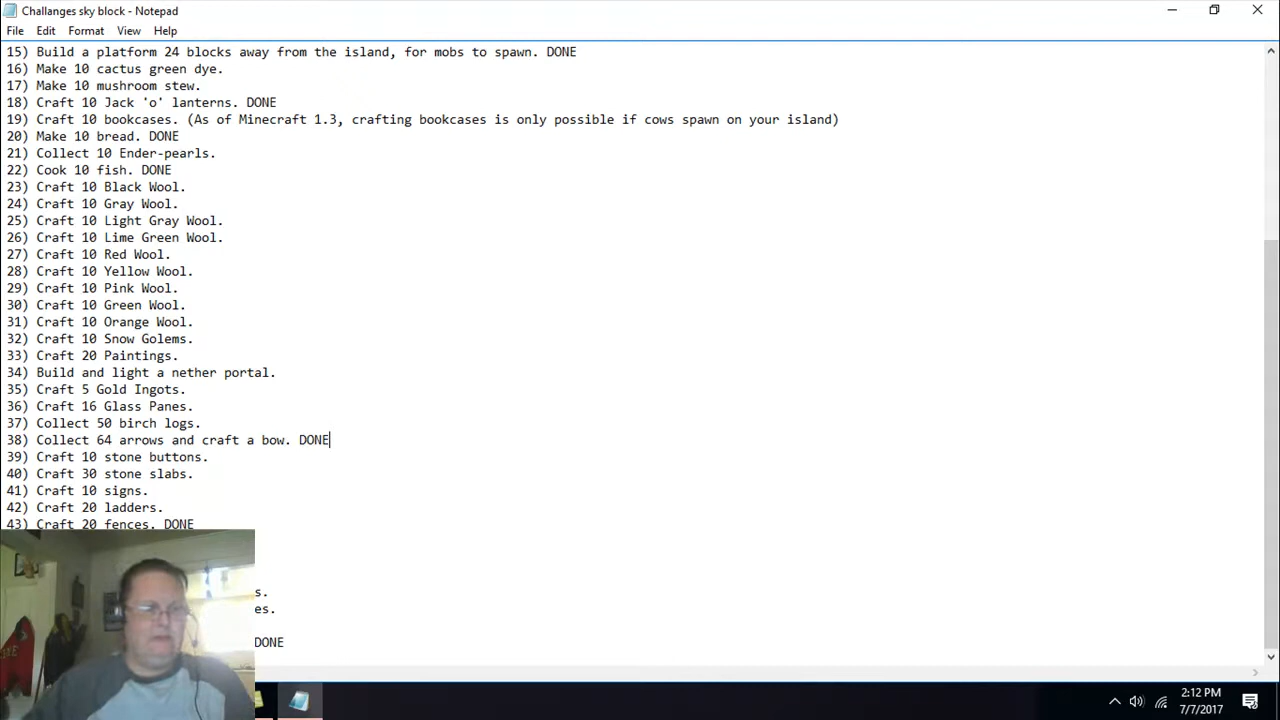 Challanges sky block - Notepad
File Edit Format View Help
15) Build a platform 24 blocks away from the island, for mobs to spawn. DONE
16) Make 10 cactus green dye.
17) Make 10 mushroom stew.
18) Craft 10 Jack 'o' lanterns. DONE
19) Craft 10 bookcases. (As of Minecraft 1.3, crafting bookcases is only possible if cows spawn on your island)
20) Make 10 bread. DONE
21) Collect 10 Ender-pearls.
22) Cook 10 fish. DONE
23) Craft 10 Black Wool.
24) Craft 10 Gray Wool.
25) Craft 10 Light Gray Wool.
26) Craft 10 Lime Green Wool.
27) Craft 10 Red Wool.
28) Craft 10 Yellow Wool.
29) Craft 10 Pink Wool.
30) Craft 10 Green Wool.
31) Craft 10 Orange Wool.
32) Craft 10 Snow Golems.
33) Craft 20 Paintings.
34) Build and light a nether portal.
35) Craft 5 Gold Ingots.
36) Craft 16 Glass Panes.
37) Collect 50 birch logs.
38) Collect 64 arrows and craft a bow. DONE
39) Craft 10 stone buttons.
40) Craft 30 stone slabs.
41) Craft 10 signs.
42) Craft 20 ladders.
43) Craft 20 fences. DONE
s.
es.
DONE
2:12 PM
7/7/2017